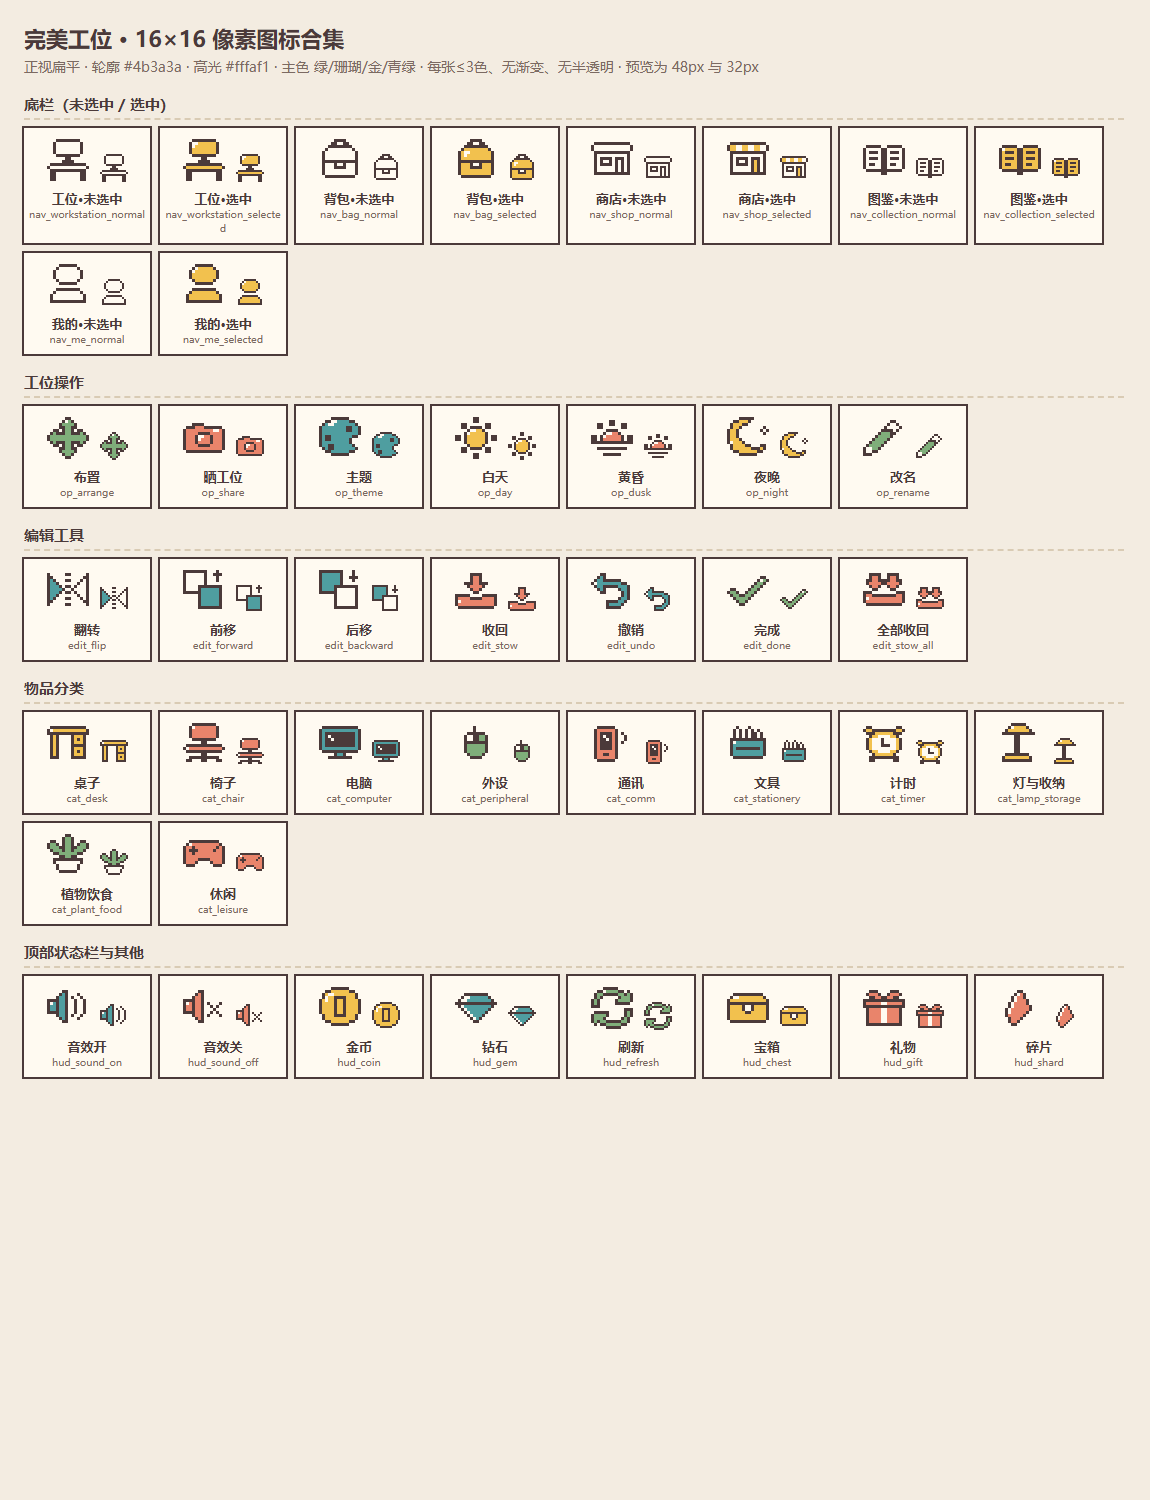 完美工位 • 16×16 像素图标合集
正视扁平 · 轮廓 #4b3a3a · 高光 #fffaf1 · 主色 绿/珊瑚/金/青绿 · 每张≤3色、无渐变、无半透明 · 预览为 48px 与 32px
底栏（未选中 / 选中）
工位•未选中
nav_workstation_normal
工位•选中
nav_workstation_selecte
d
背包•未选中
nav_bag_normal
背包•选中
nav_bag_selected
商店•未选中
nav_shop_normal
商店•选中
nav_shop_selected
图鉴•未选中
nav_collection_normal
图鉴•选中
nav_collection_selected
我的•未选中
nav_me_normal
我的•选中
nav_me_selected
工位操作
布置
op_arrange
晒工位
op_share
主题
op_theme
白天
op_day
黄昏
op_dusk
夜晚
op_night
改名
op_rename
编辑工具
翻转
edit_flip
前移
edit_forward
后移
edit_backward
收回
edit_stow
撤销
edit_undo
完成
edit_done
全部收回
edit_stow_all
物品分类
桌子
cat_desk
椅子
cat_chair
电脑
cat_computer
外设
cat_peripheral
通讯
cat_comm
文具
cat_stationery
计时
cat_timer
灯与收纳
cat_lamp_storage
植物饮食
cat_plant_food
休闲
cat_leisure
顶部状态栏与其他
音效开
hud_sound_on
音效关
hud_sound_off
金币
hud_coin
钻石
hud_gem
刷新
hud_refresh
宝箱
hud_chest
礼物
hud_gift
碎片
hud_shard